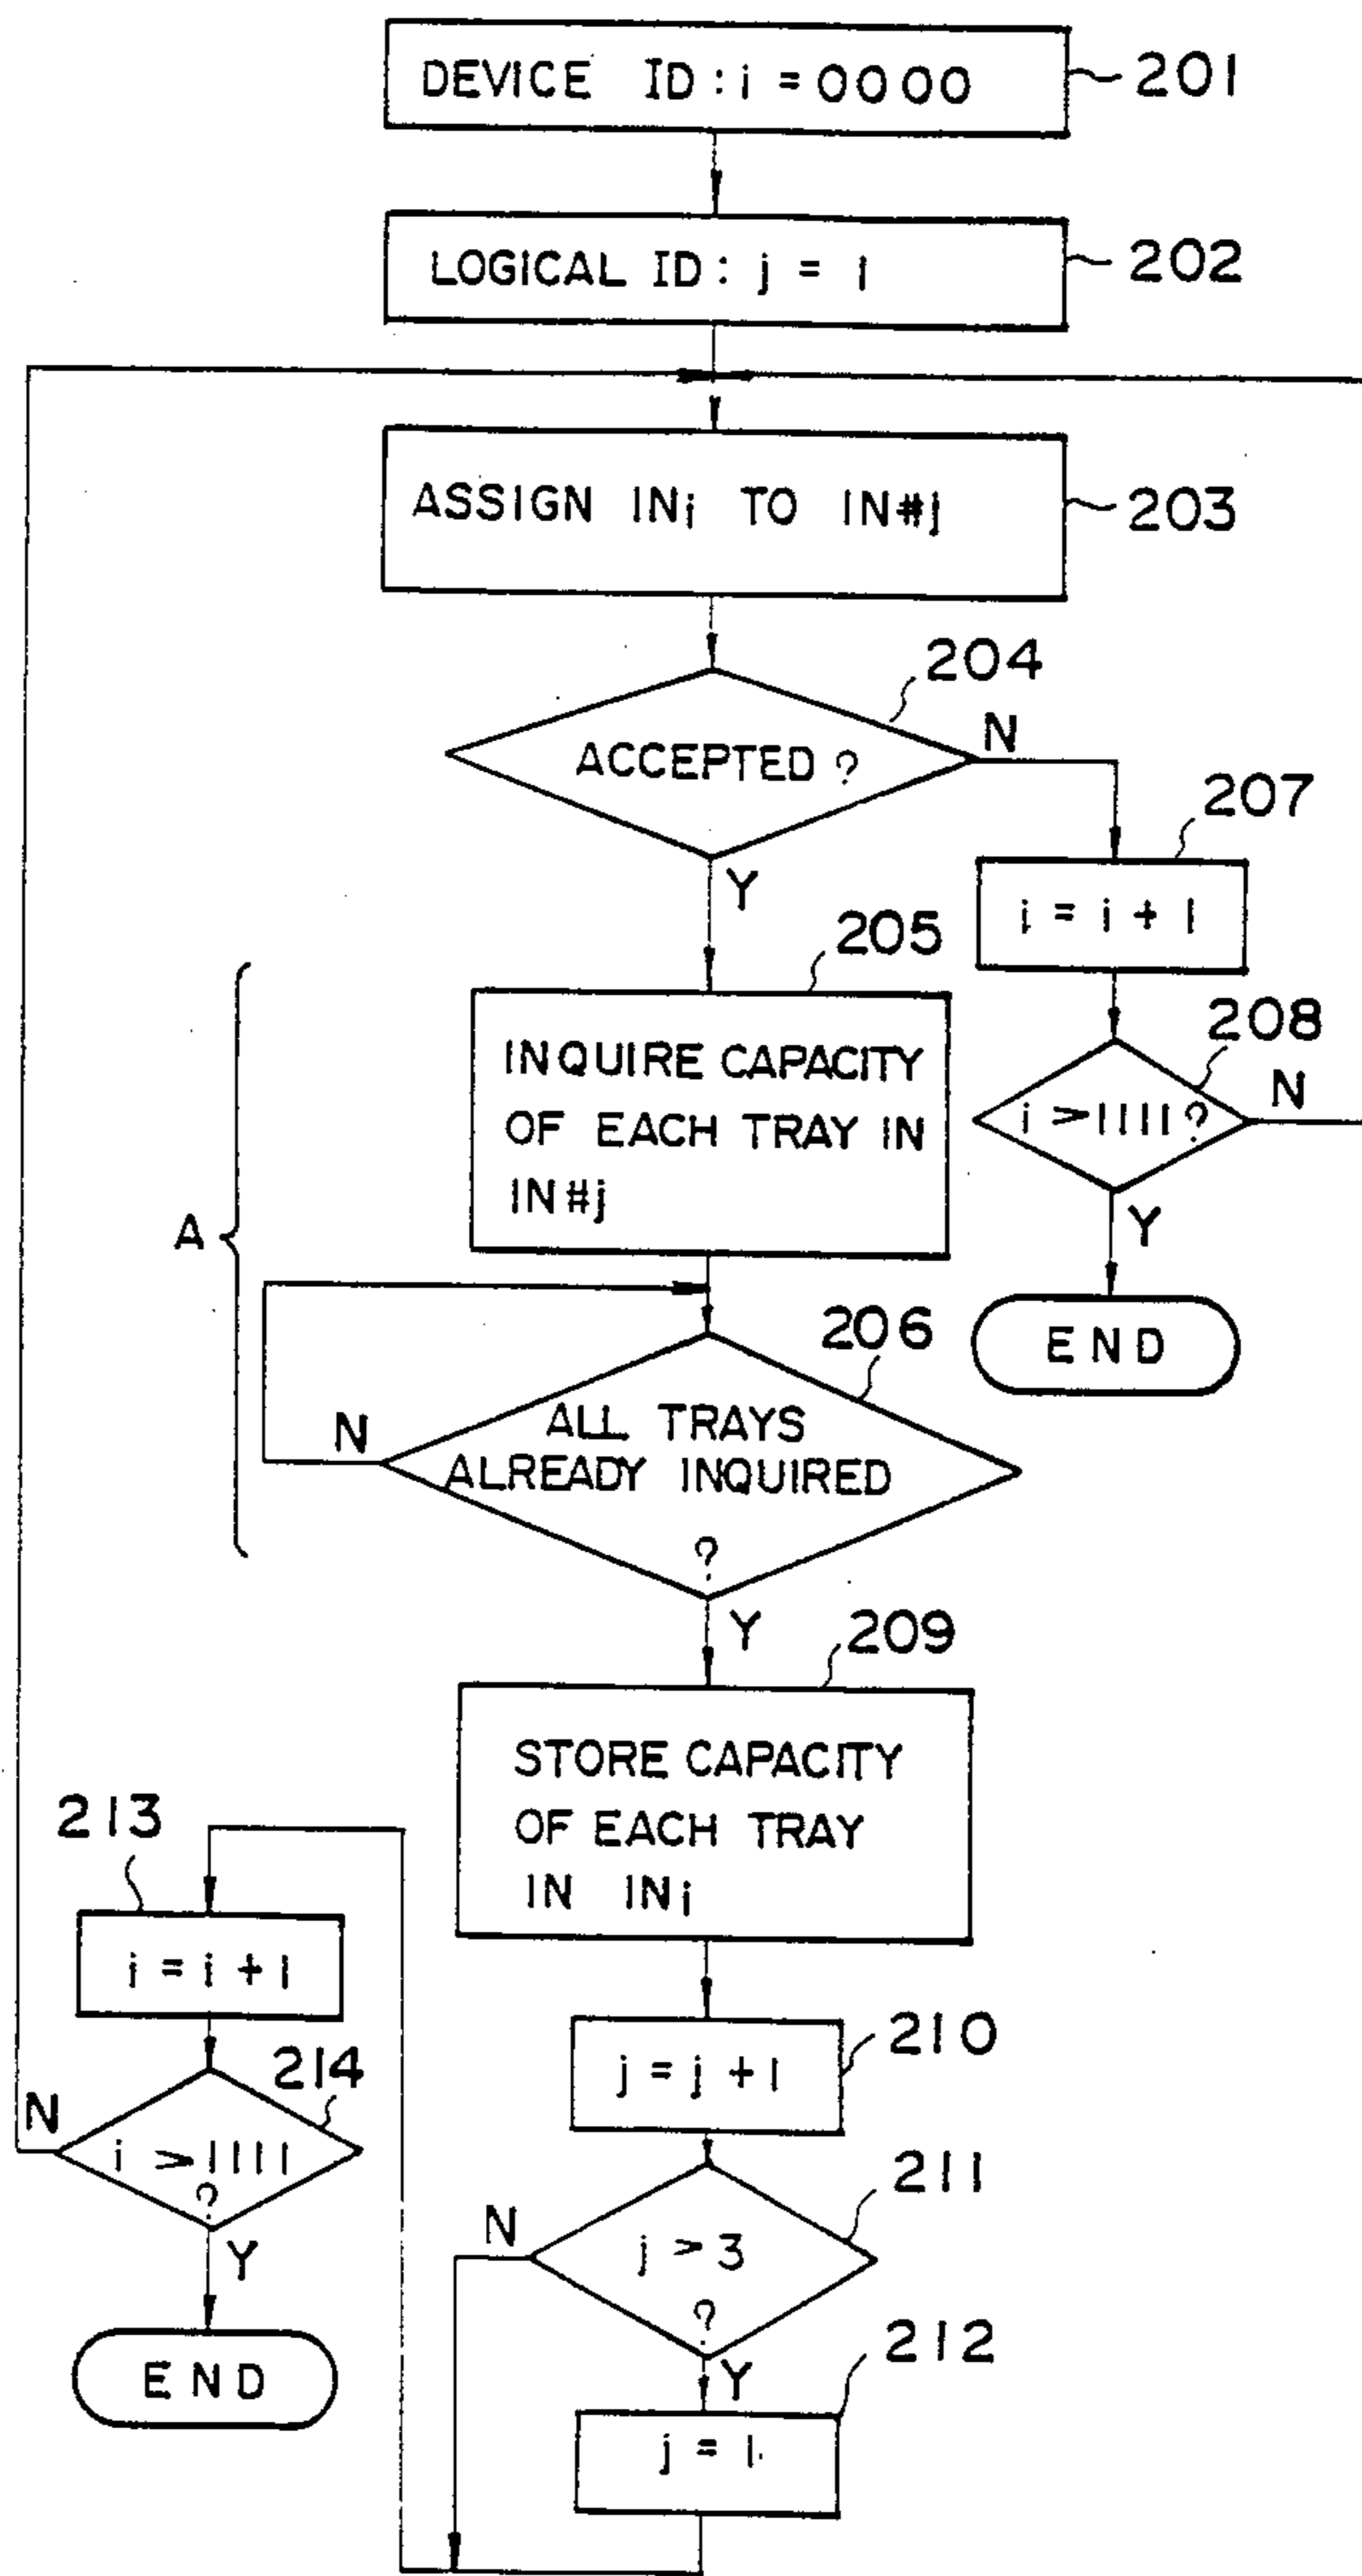 DEVICE ID : i = 0000
201
LOGICAL ID : j = 1
202
ASSIGN INi TO IN#j
203
204
ACCEPTED ?
N
Y
207
i = i + 1
205
INQUIRE CAPACITY
OF EACH TRAY IN
IN#j
208
i > 1111 ?
N
Y
END
A
206
ALL TRAYS
ALREADY INQUIRED
?
N
Y
209
STORE CAPACITY
OF EACH TRAY
IN INi
213
i = i + 1
210
j = j + 1
214
i > 1111
?
N
Y
END
211
j > 3
?
N
Y
212
j = 1